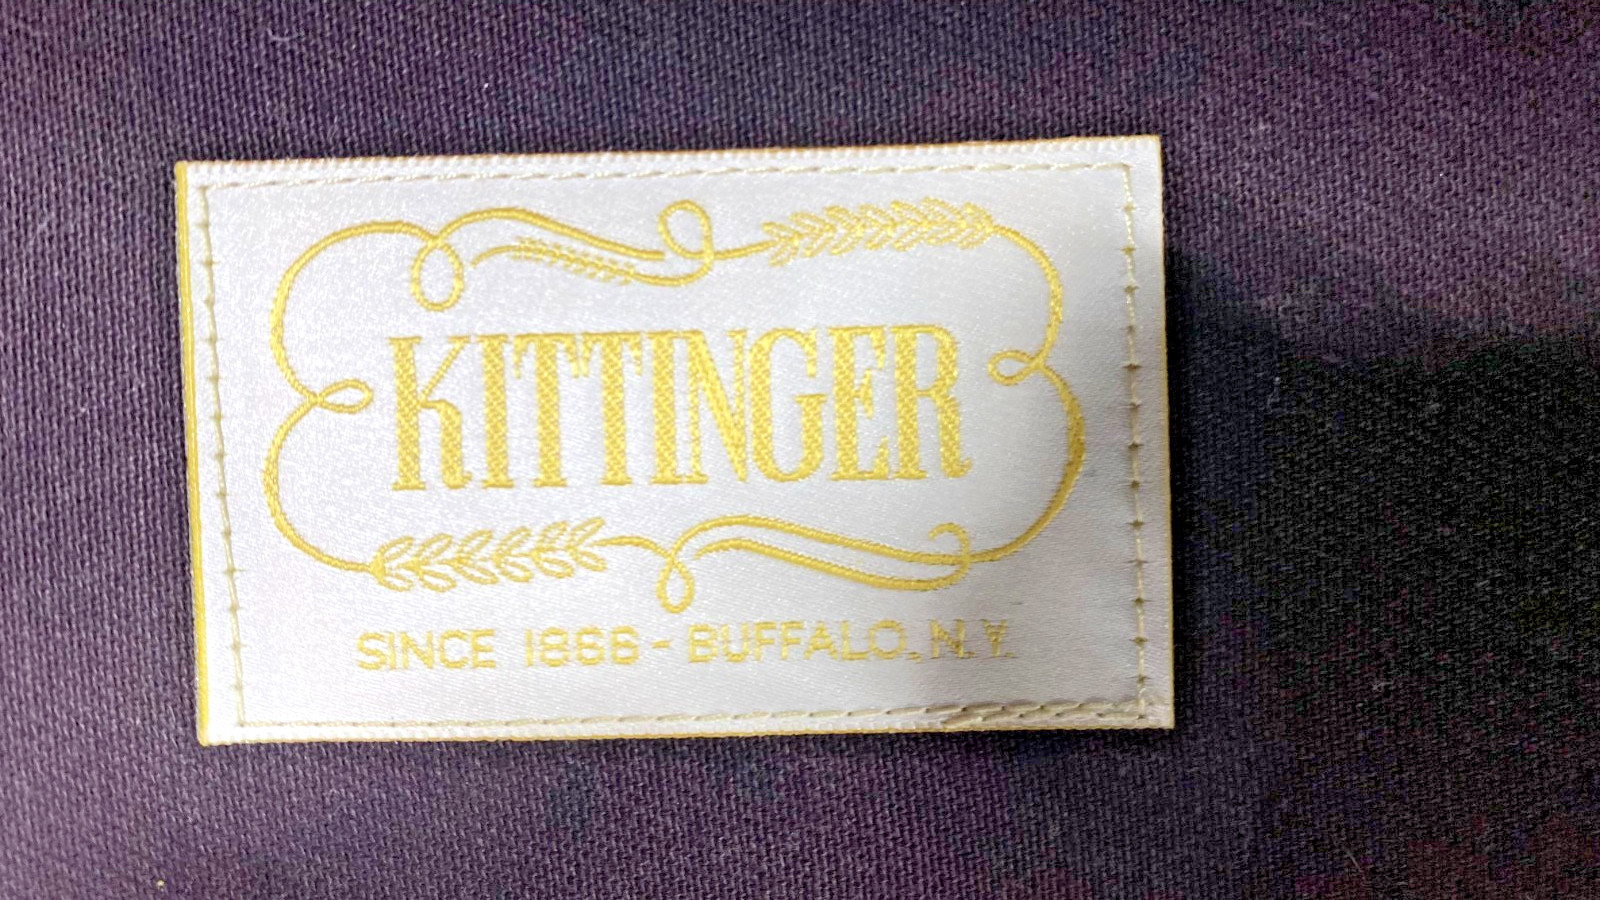 KITTINGER
SINCE 1866 - BUFFALO, N.Y.